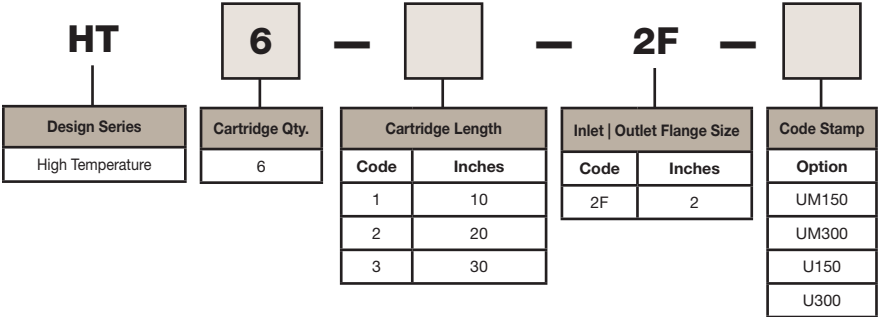 HT 6 — — 2F —
Design Series Cartridge Qty. Cartridge Length Inlet | Outlet Flange Size Code Stamp
High Temperature 6 Code Inches Code Inches Option
1 10 2F 2 UM150
2 20 UM300
3 30 U150
U300